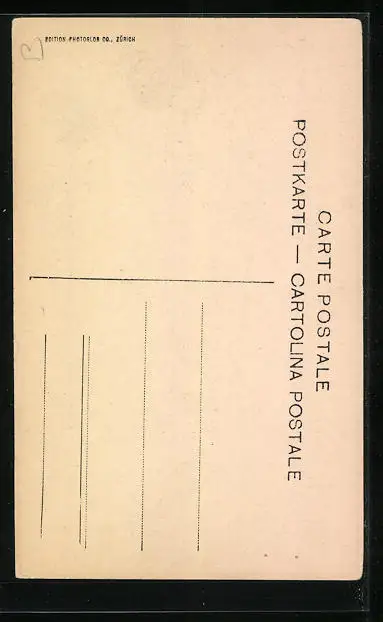 CARTE POSTALE
POSTKARTE — CARTOLINA POSTALE
EDITION PHOTOGLOB CO., ZÜRICH